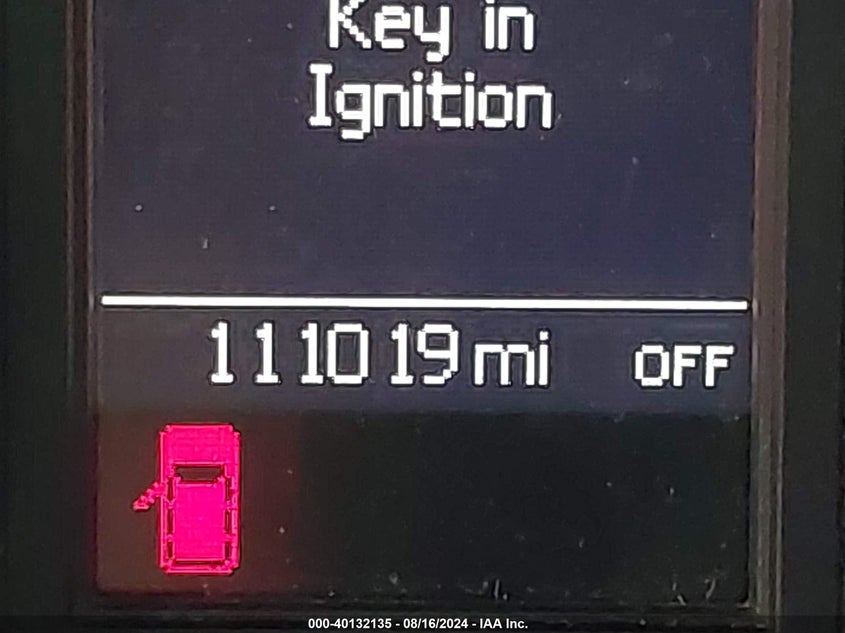 Key in
Ignition
111019 mi OFF
000-40132135 - 08/16/2024 - IAA Inc.